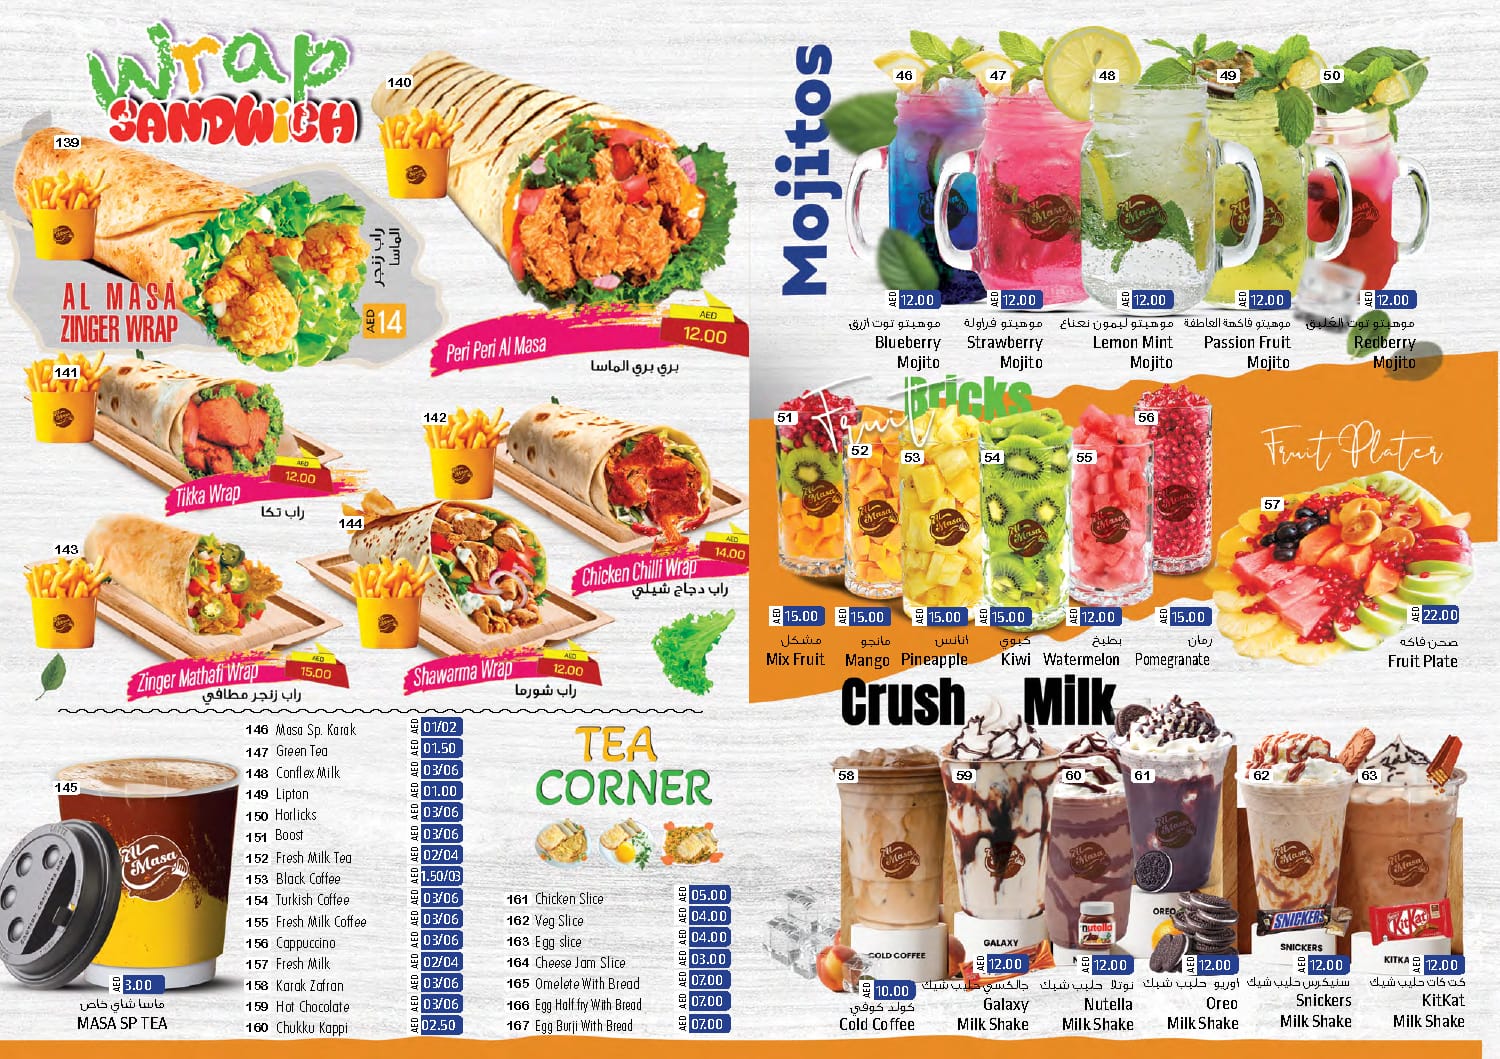 Wrap
SANDWICH
139
AL MASA
ZINGER WRAP
راب زنجر
الماسا
AED 14
140
AED
12.00
Peri Peri Al Masa
بري بري الماسا
141
AED
12.00
Tikka Wrap
راب تكا
142
AED
14.00
Chicken Chilli Wrap
راب دجاج شيلي
143
AED
15.00
Zinger Mathafi Wrap
راب زنجر مطافي
144
AED
12.00
Shawarma Wrap
راب شورما
145
Al Masa
AED 3.00
ماسا شاي خاص
MASA SP TEA
146 Masa Sp. Karak AED 01/02
147 Green Tea AED 01.50
148 Conflex Milk AED 03/06
149 Lipton AED 01.00
150 Horlicks AED 03/06
151 Boost AED 03/06
152 Fresh Milk Tea AED 02/04
153 Black Coffee AED 1.50/03
154 Turkish Coffee AED 03/06
155 Fresh Milk Coffee AED 03/06
156 Cappuccino AED 03/06
157 Fresh Milk AED 02/04
158 Karak Zafran AED 03/06
159 Hot Chocolate AED 03/06
160 Chukku Kappi AED 02.50
TEA
CORNER
161 Chicken Slice AED 05.00
162 Veg Slice AED 04.00
163 Egg slice AED 04.00
164 Cheese Jam Slice AED 03.00
165 Omelete With Bread AED 07.00
166 Egg Half fry With Bread AED 07.00
167 Egg Burji With Bread AED 07.00
Mojitos
46 47 48 49 50
Al Masa
AED 12.00 AED 12.00 AED 12.00 AED 12.00 AED 12.00
موهيتو توت ازرق
Blueberry
Mojito
موهيتو فراولة
Strawberry
Mojito
موهيتو ليمون نعناع
Lemon Mint
Mojito
موهيتو فاكهة العاطفة
Passion Fruit
Mojito
موهيتو توت العُليق
Redberry
Mojito
Fruit Bricks
51 52 53 54 55 56
Al Masa
AED 15.00 AED 15.00 AED 15.00 AED 15.00 AED 12.00 AED 15.00
مشكل
Mix Fruit
مانجو
Mango
اناناس
Pineapple
كيوي
Kiwi
بطيخ
Watermelon
رمان
Pomegranate
Fruit Plater
57
AED 22.00
صحن فاكه
Fruit Plate
Crush Milk
58 59 60 61 62 63
Al Masa
COLD COFFEE
GALAXY
nutella
OREO
SNICKERS
SNICKERS
KitKat
AED 10.00
كولد كوفي
Cold Coffee
AED 12.00
جالكسي حليب شيك
Galaxy
Milk Shake
AED 12.00
نوتلا حليب شيك
Nutella
Milk Shake
AED 12.00
اوريو حليب شيك
Oreo
Milk Shake
AED 12.00
سنيكرس حليب شيك
Snickers
Milk Shake
AED 12.00
كت كات حليب شيك
KitKat
Milk Shake